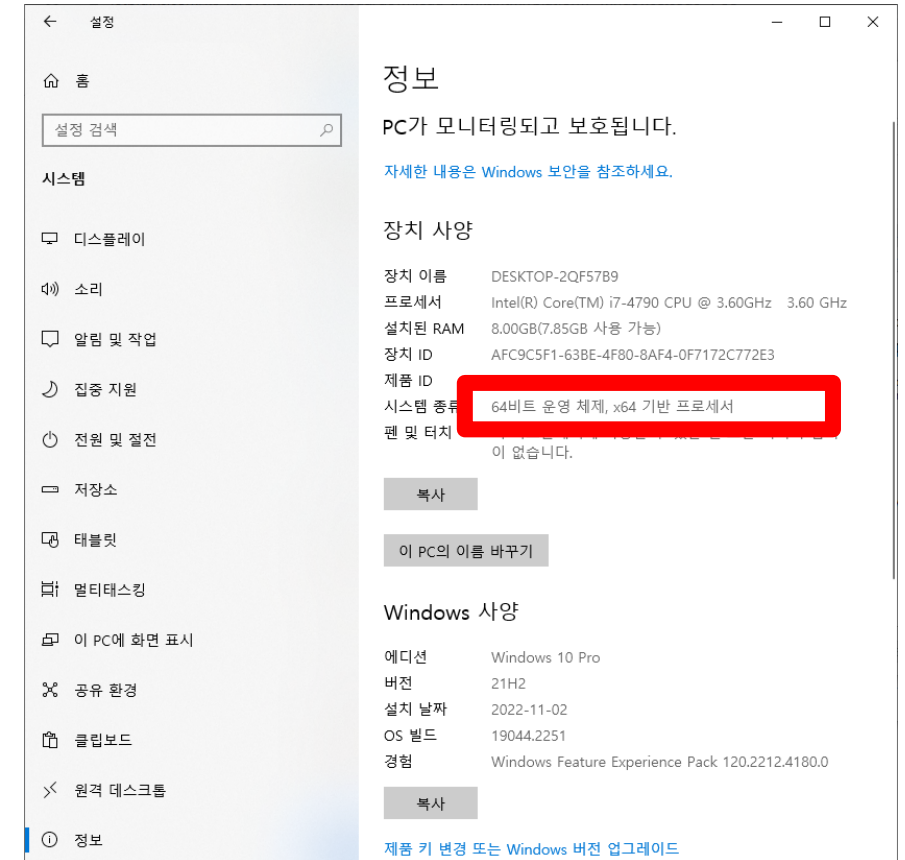 설정
홈
설정 검색
시스템
디스플레이
소리
알림 및 작업
집중 지원
전원 및 절전
저장소
태블릿
멀티태스킹
이 PC에 화면 표시
공유 환경
클립보드
원격 데스크톱
정보
정보
PC가 모니터링되고 보호됩니다.
자세한 내용은 Windows 보안을 참조하세요.
장치 사양
장치 이름 DESKTOP-2QF57B9
프로세서 Intel(R) Core(TM) i7-4790 CPU @ 3.60GHz 3.60 GHz
설치된 RAM 8.00GB(7.85GB 사용 가능)
장치 ID AFC9C5F1-63BE-4F80-8AF4-0F7172C772E3
제품 ID
시스템 종류 64비트 운영 체제, x64 기반 프로세서
펜 및 터치
이 없습니다.
복사
이 PC의 이름 바꾸기
Windows 사양
에디션 Windows 10 Pro
버전 21H2
설치 날짜 2022-11-02
OS 빌드 19044.2251
경험 Windows Feature Experience Pack 120.2212.4180.0
복사
제품 키 변경 또는 Windows 버전 업그레이드